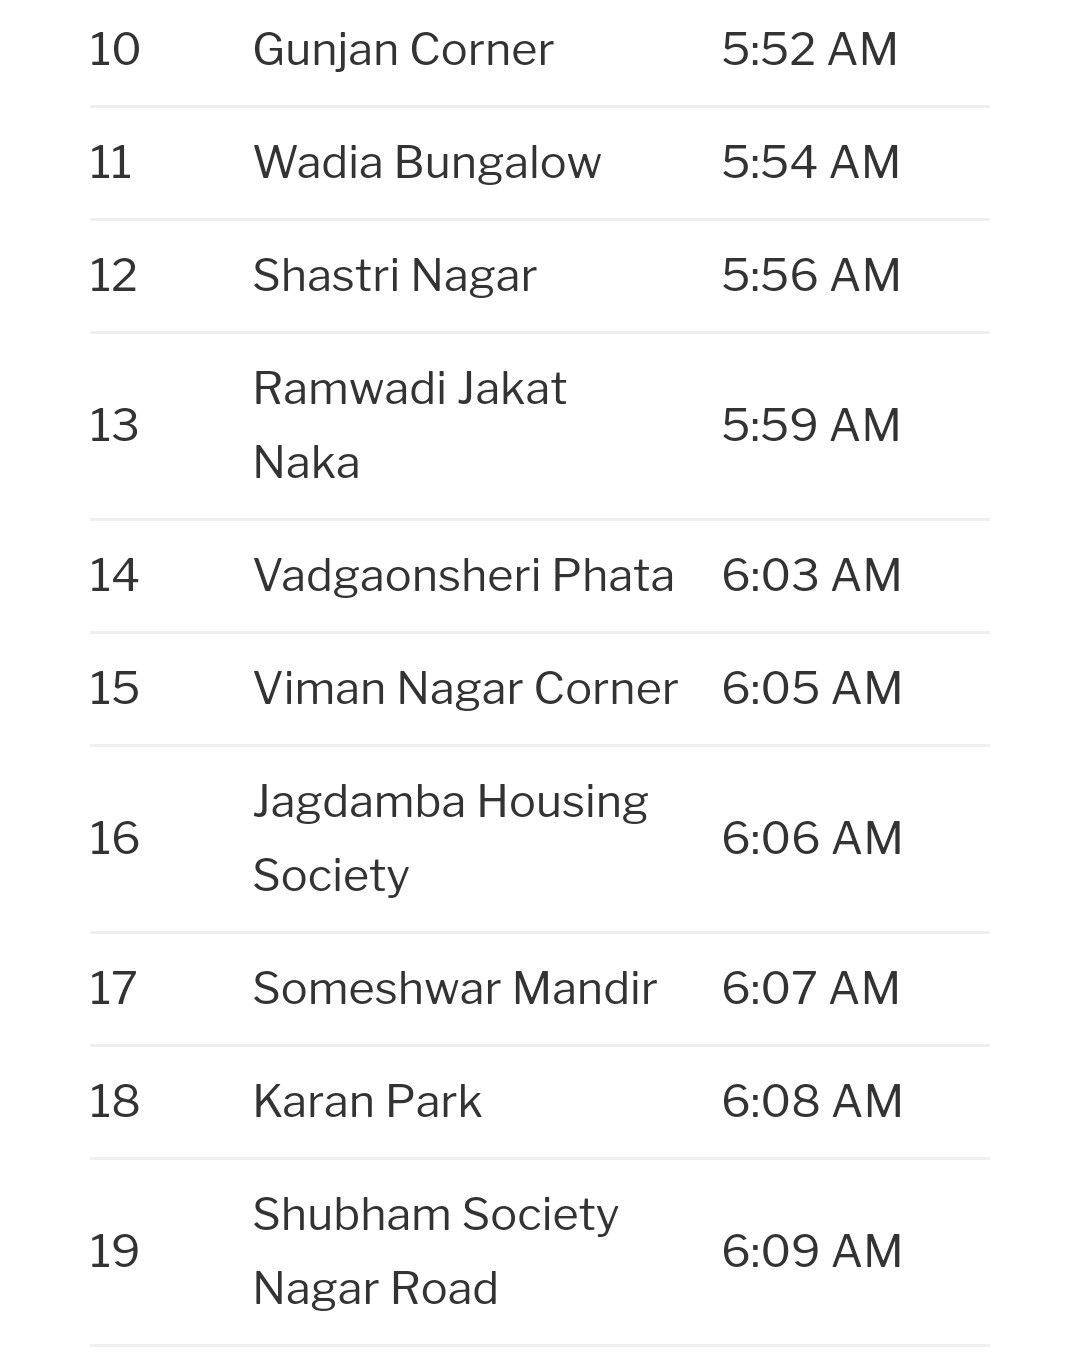 10 Gunjan Corner 5:52 AM
11 Wadia Bungalow 5:54 AM
12 Shastri Nagar 5:56 AM
13 Ramwadi Jakat 5:59 AM
Naka
14 Vadgaonsheri Phata 6:03 AM
15 Viman Nagar Corner 6:05 AM
16 Jagdamba Housing 6:06 AM
Society
17 Someshwar Mandir 6:07 AM
18 Karan Park 6:08 AM
19 Shubham Society 6:09 AM
Nagar Road